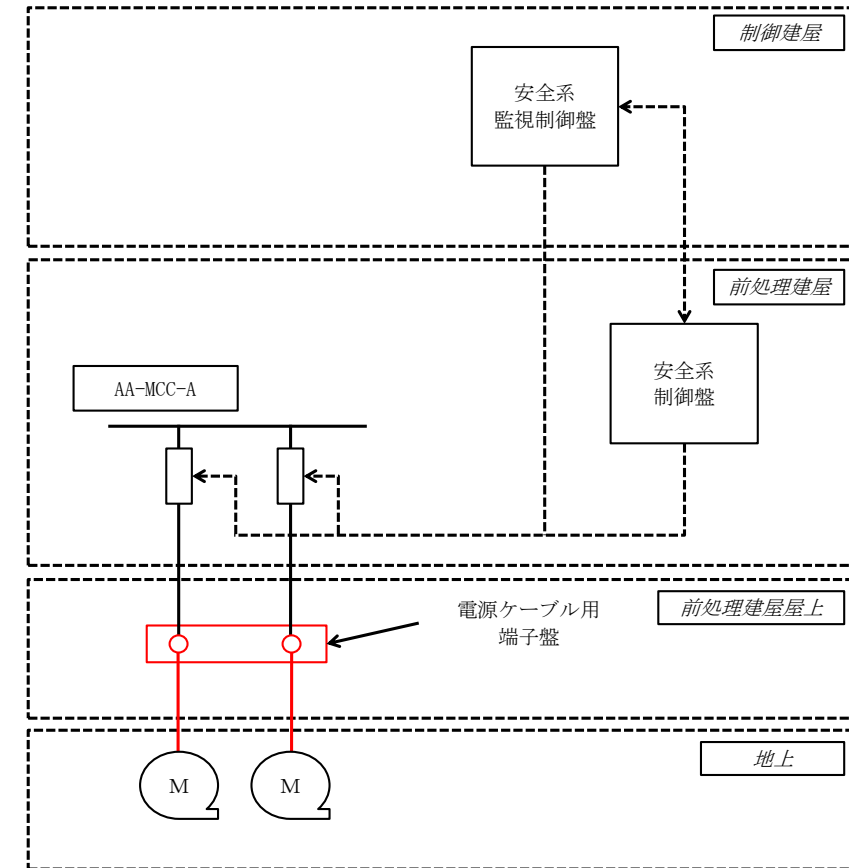 制御建屋
安全系
監視制御盤
前処理建屋
安全系
制御盤
AA-MCC-A
前処理建屋屋上
電源ケーブル用
端子盤
地上
M
M